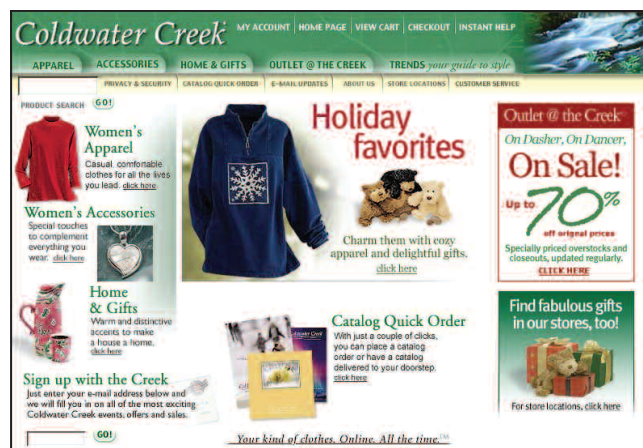 Coldwater Creek
MY ACCOUNT HOME PAGE VIEW CART CHECKOUT INSTANT HELP
APPAREL ACCESSORIES HOME & GIFTS OUTLET @ THE CREEK TRENDS your guide to style
PRIVACY & SECURITY CATALOG QUICK ORDER E-MAIL UPDATES ABOUT US STORE LOCATIONS CUSTOMER SERVICE
PRODUCT SEARCH GO!
Women's
Apparel
Casual, comfortable
clothes for all the lives
you lead. click here
Women's Accessories
Special touches
to complement
everything you
wear. click here
Home
& Gifts
Warm and distinctive
accents to make
a house a home.
click here
Sign up with the Creek
Just enter your e-mail address below and
we will fill you in on all of the most exciting
Coldwater Creek events, offers and sales.
GO!
Holiday
favorites
Charm them with cozy
apparel and delightful gifts.
click here
Catalog Quick Order
With just a couple of clicks,
you can place a catalog
order or have a catalog
delivered to your doorstep.
click here
Your kind of clothes. Online. All the time.
Outlet @ the Creek
On Dasher, On Dancer,
On Sale!
Up to 70%
off original prices
Specially priced overstocks and
closeouts, updated regularly.
CLICK HERE
Find fabulous gifts
in our stores, too!
For store locations, click here